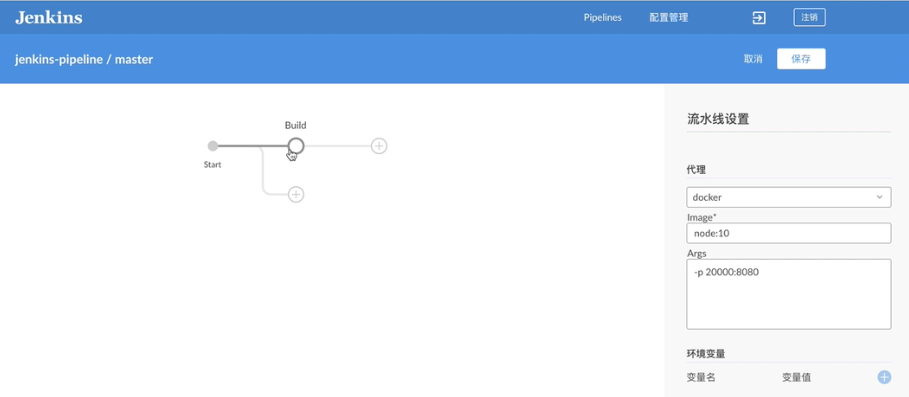 Jenkins
Pipelines 配置管理 注销
jenkins-pipeline / master 取消 保存
Build
Start
流水线设置
代理
docker
Image*
node:10
Args
-p 20000:8080
环境变量
变量名 变量值